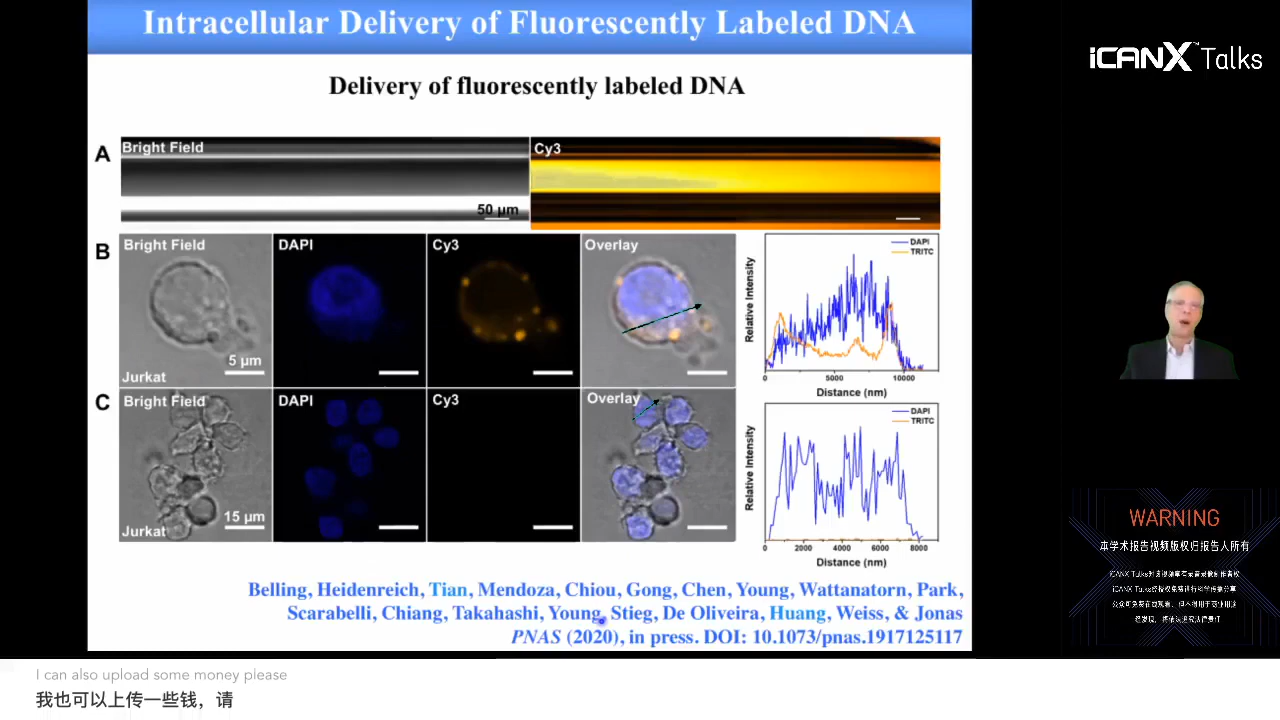 Intracellular Delivery of Fluorescently Labeled DNA
iCANX™ Talks
Delivery of fluorescently labeled DNA
A
Bright Field
50 µm
Cy3
B
Bright Field
5 µm
Jurkat
DAPI
Cy3
Overlay
Relative Intensity
DAPI
TRITC
0
5000
10000
Distance (nm)
C
Bright Field
15 µm
Jurkat
DAPI
Cy3
Overlay
Relative Intensity
DAPI
TRITC
0
2000
4000
6000
8000
Distance (nm)
Belling, Heidenreich, Tian, Mendoza, Chiou, Gong, Chen, Young, Wattanatorn, Park,
Scarabelli, Chiang, Takahashi, Young, Stieg, De Oliveira, Huang, Weiss, & Jonas
PNAS (2020), in press. DOI: 10.1073/pnas.1917125117
WARNING
本学术报告视频版权归报告人所有
I can also upload some money please
我也可以上传一些钱，请